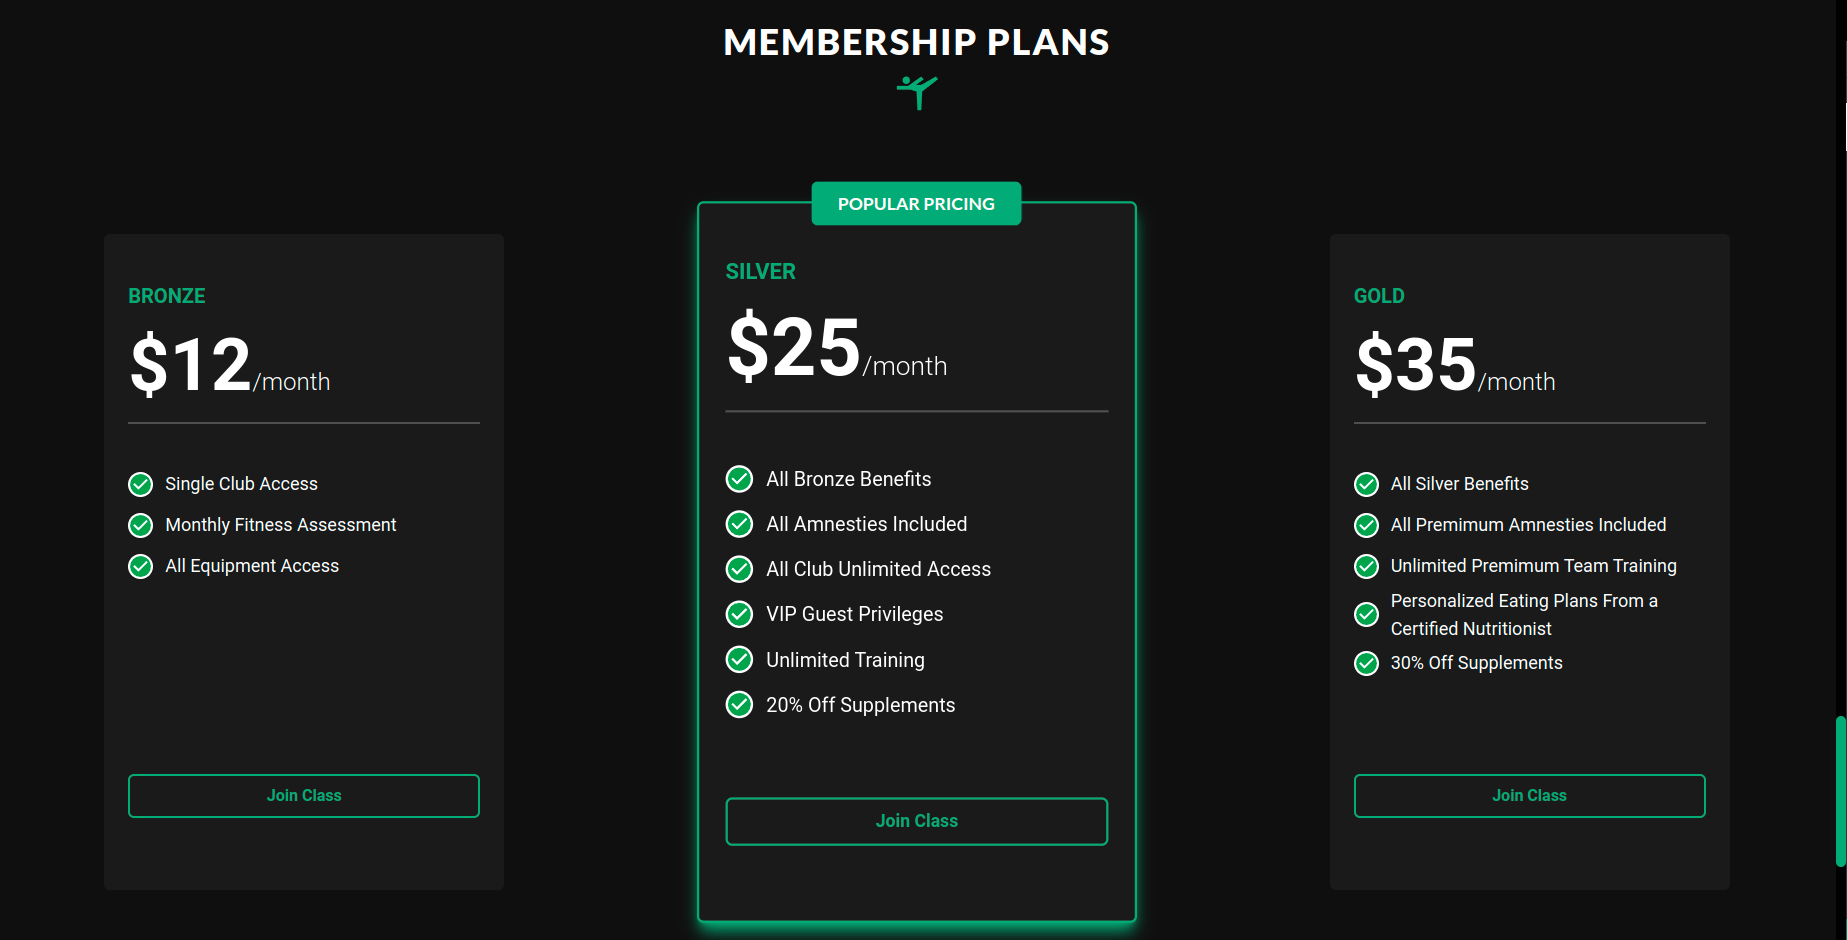 MEMBERSHIP PLANS
BRONZE
$12/month
Single Club Access
Monthly Fitness Assessment
All Equipment Access
Join Class
POPULAR PRICING
SILVER
$25/month
All Bronze Benefits
All Amnesties Included
All Club Unlimited Access
VIP Guest Privileges
Unlimited Training
20% Off Supplements
Join Class
GOLD
$35/month
All Silver Benefits
All Premimum Amnesties Included
Unlimited Premimum Team Training
Personalized Eating Plans From a
Certified Nutritionist
30% Off Supplements
Join Class